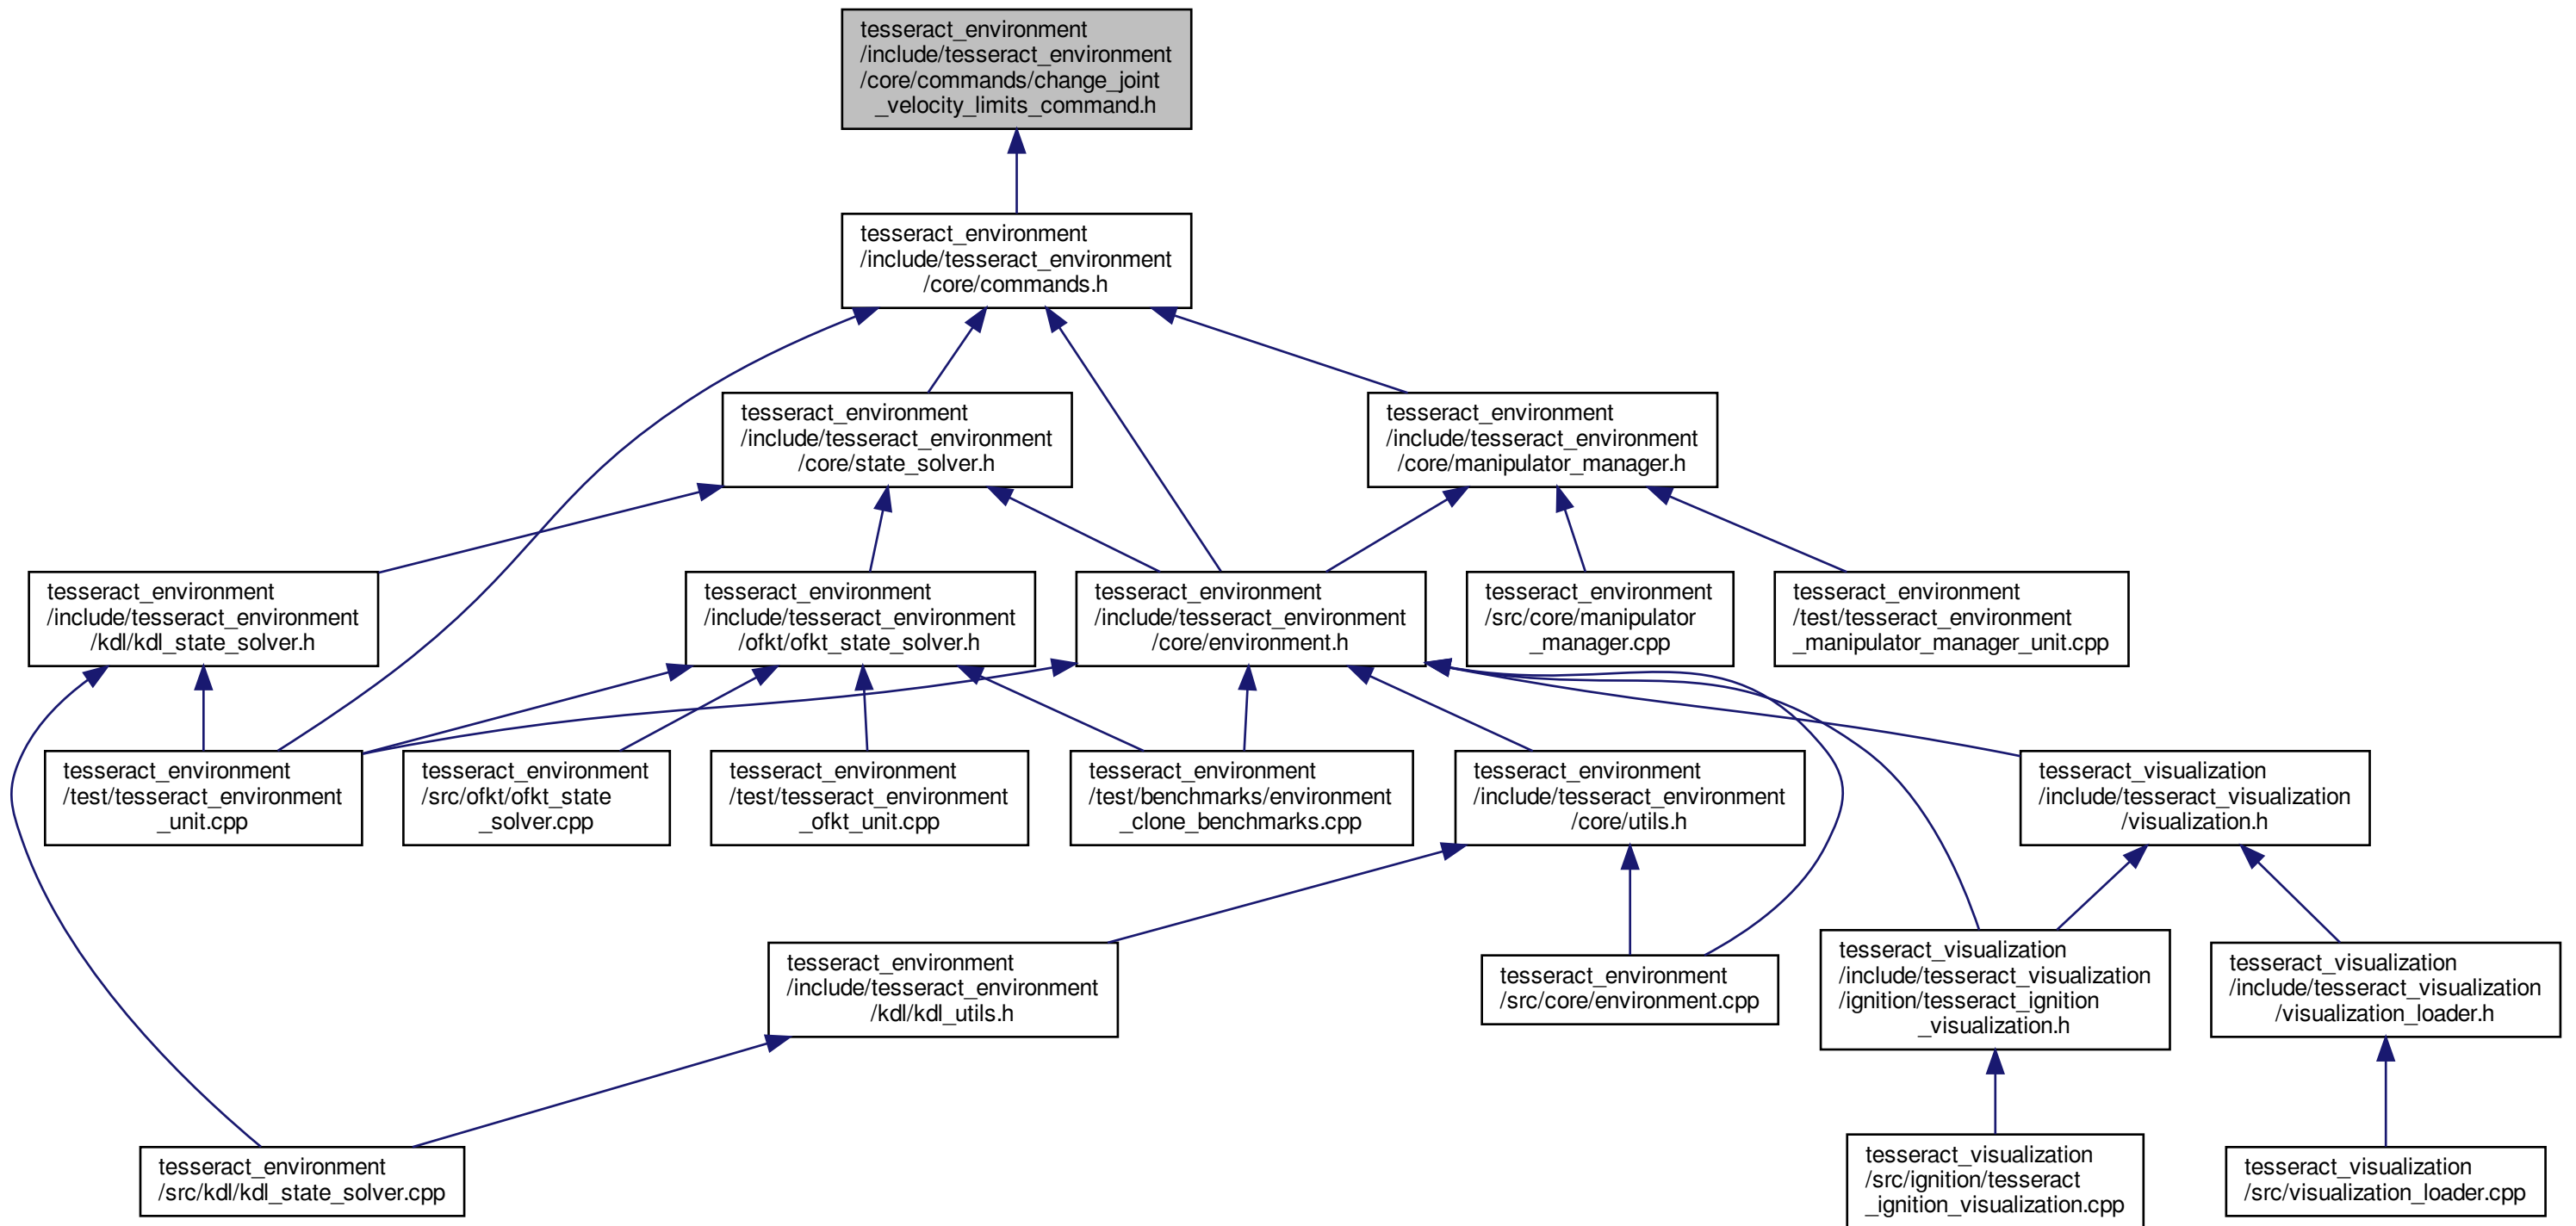 tesseract_environment
/include/tesseract_environment
/core/commands/change_joint
_velocity_limits_command.h
tesseract_environment
/include/tesseract_environment
/core/commands.h
tesseract_environment
/include/tesseract_environment
/core/state_solver.h
tesseract_environment
/include/tesseract_environment
/core/manipulator_manager.h
tesseract_environment
/include/tesseract_environment
/kdl/kdl_state_solver.h
tesseract_environment
/include/tesseract_environment
/ofkt/ofkt_state_solver.h
tesseract_environment
/include/tesseract_environment
/core/environment.h
tesseract_environment
/src/core/manipulator
_manager.cpp
tesseract_environment
/test/tesseract_environment
_manipulator_manager_unit.cpp
tesseract_environment
/test/tesseract_environment
_unit.cpp
tesseract_environment
/src/ofkt/ofkt_state
_solver.cpp
tesseract_environment
/test/tesseract_environment
_ofkt_unit.cpp
tesseract_environment
/test/benchmarks/environment
_clone_benchmarks.cpp
tesseract_environment
/include/tesseract_environment
/core/utils.h
tesseract_visualization
/include/tesseract_visualization
/visualization.h
tesseract_environment
/include/tesseract_environment
/kdl/kdl_utils.h
tesseract_environment
/src/core/environment.cpp
tesseract_visualization
/include/tesseract_visualization
/ignition/tesseract_ignition
_visualization.h
tesseract_visualization
/include/tesseract_visualization
/visualization_loader.h
tesseract_environment
/src/kdl/kdl_state_solver.cpp
tesseract_visualization
/src/ignition/tesseract
_ignition_visualization.cpp
tesseract_visualization
/src/visualization_loader.cpp